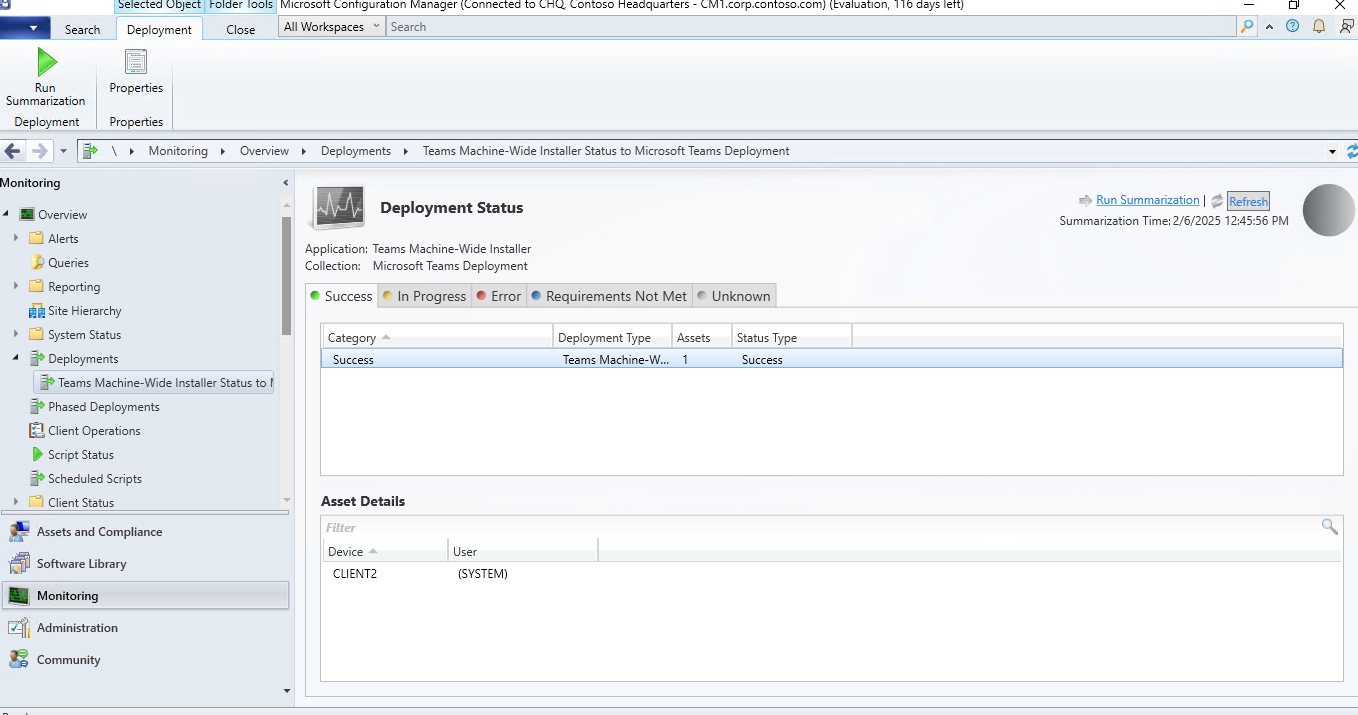 Selected Object Folder Tools Microsoft Configuration Manager (Connected to CHQ, Contoso Headquarters - CM1.corp.contoso.com) (Evaluation, 116 days left)
Search Deployment Close All Workspaces Search
Run Summarization
Properties
Deployment Properties
\ Monitoring Overview Deployments Teams Machine-Wide Installer Status to Microsoft Teams Deployment
Monitoring
Overview
Alerts
Queries
Reporting
Site Hierarchy
System Status
Deployments
Teams Machine-Wide Installer Status to M
Phased Deployments
Client Operations
Script Status
Scheduled Scripts
Client Status
Assets and Compliance
Software Library
Monitoring
Administration
Community
Deployment Status
Run Summarization | Refresh
Summarization Time: 2/6/2025 12:45:56 PM
Application: Teams Machine-Wide Installer
Collection: Microsoft Teams Deployment
Success In Progress Error Requirements Not Met Unknown
Category Deployment Type Assets Status Type
Success Teams Machine-W... 1 Success
Asset Details
Filter
Device User
CLIENT2 (SYSTEM)